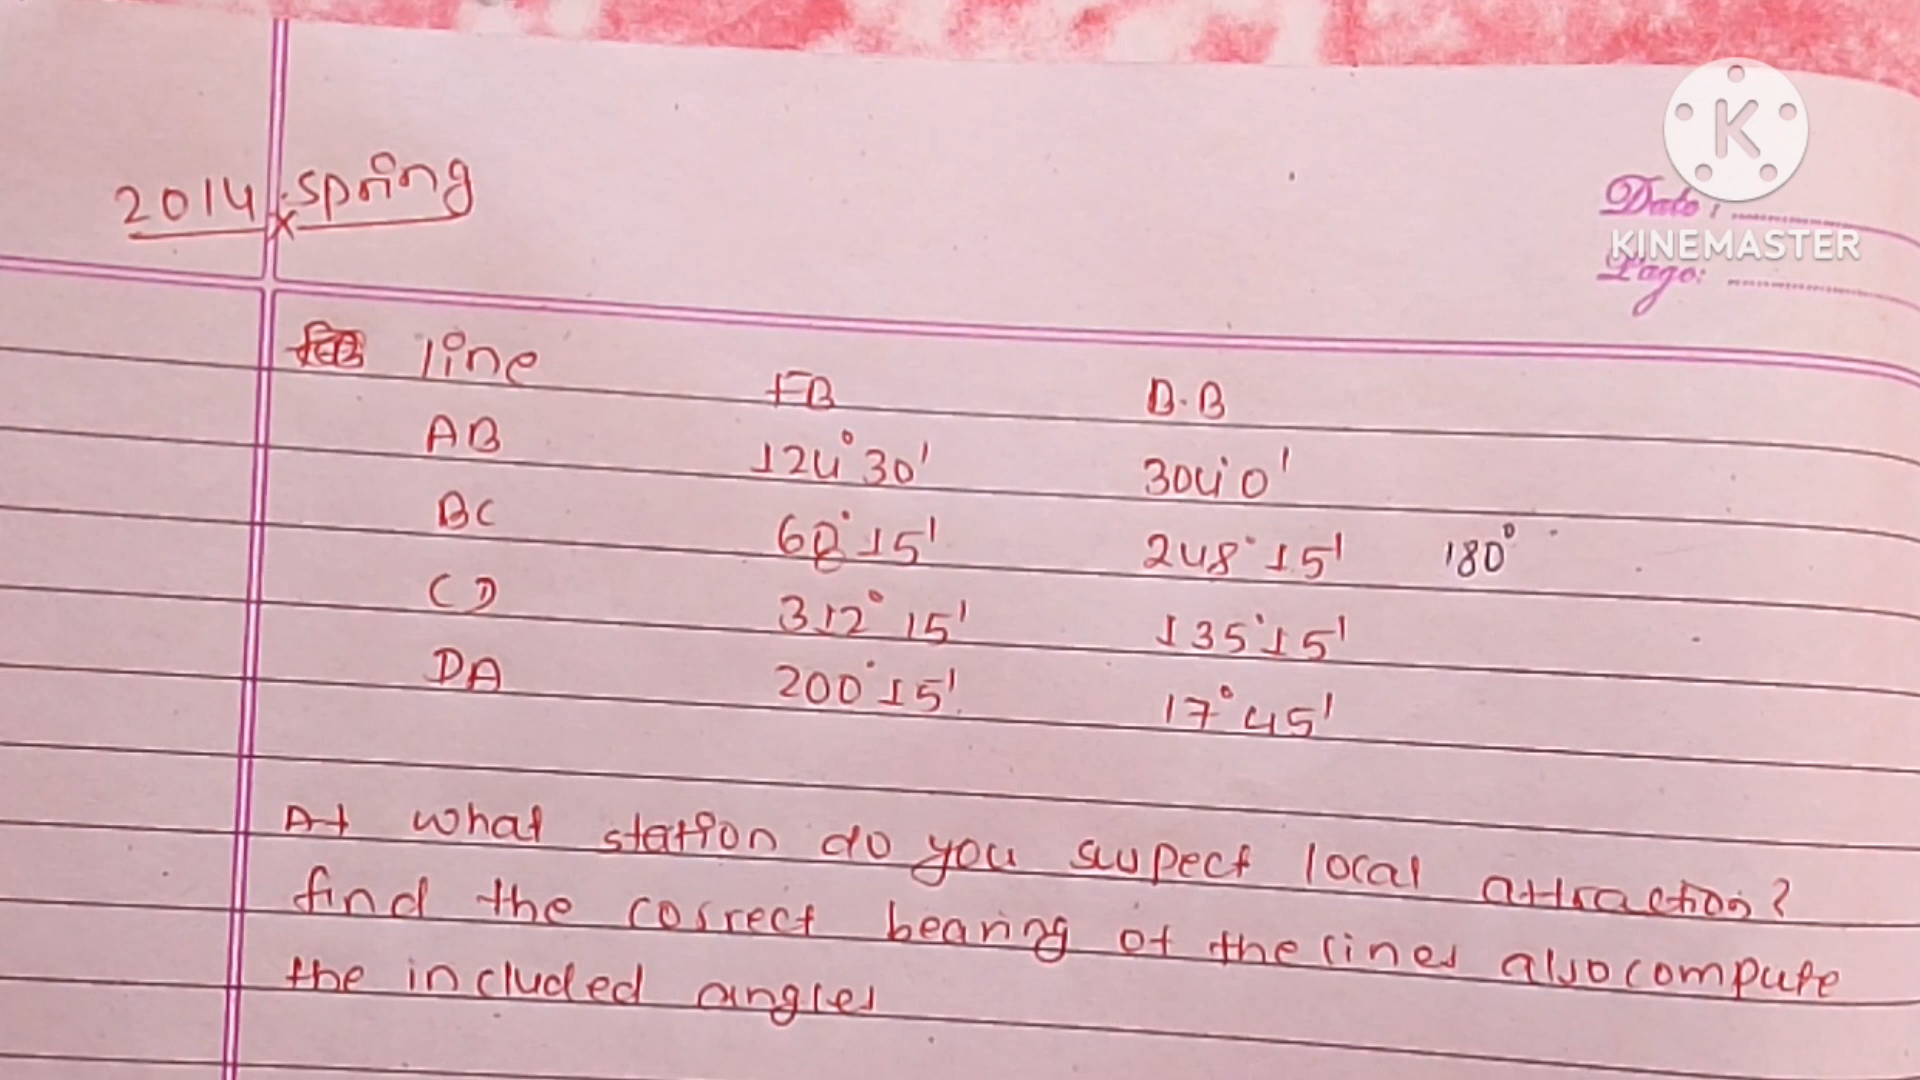 2014 spring
Date:
KINEMASTER
Page:
line FB B.B
AB 124°30' 304°0'
BC 68°15' 248°15' 180°
CD 312°15' 135°15'
DA 200°15' 17°45'
At what station do you suspect local attraction?
find the correct bearing of the lines also compute
the included angles